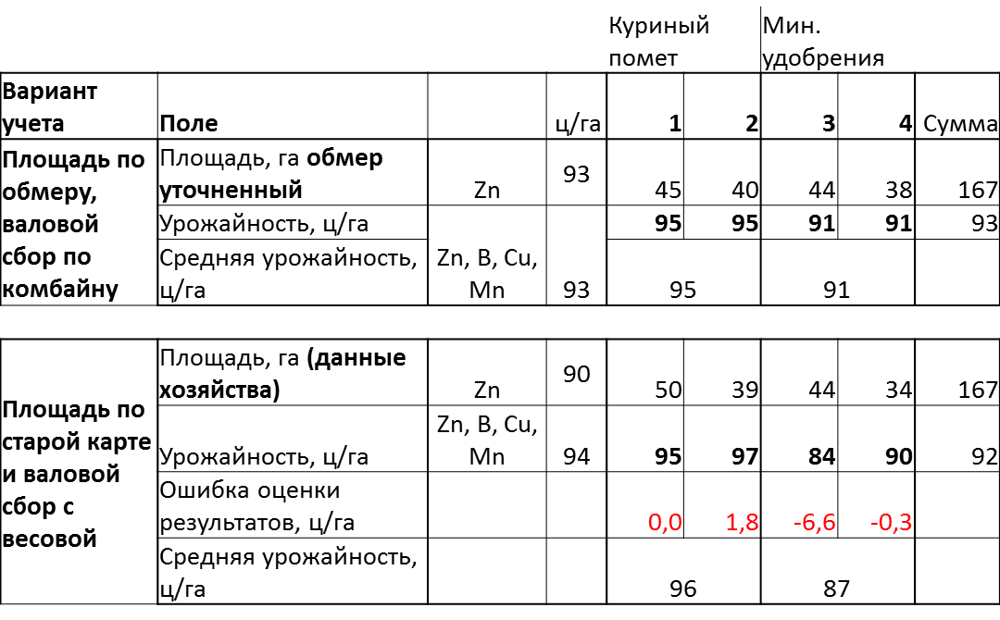 Куриный Мин.
помет удобрения
Вариант
учета Поле ц/га 1 2 3 4 Сумма
Площадь по
обмеру,
валовой
сбор по
комбайну
Площадь, га обмер
уточненный Zn 93 45 40 44 38 167
Урожайность, ц/га 95 95 91 91 93
Средняя урожайность,
ц/га
Zn, B, Cu,
Mn 93 95 91
Площадь по
старой карте
и валовой
сбор с
весовой
Площадь, га (данные
хозяйства) Zn 90 50 39 44 34 167
Zn, B, Cu,
Mn
Урожайность, ц/га 94 95 97 84 90 92
Ошибка оценки
результатов, ц/га 0,0 1,8 -6,6 -0,3
Средняя урожайность,
ц/га 96 87